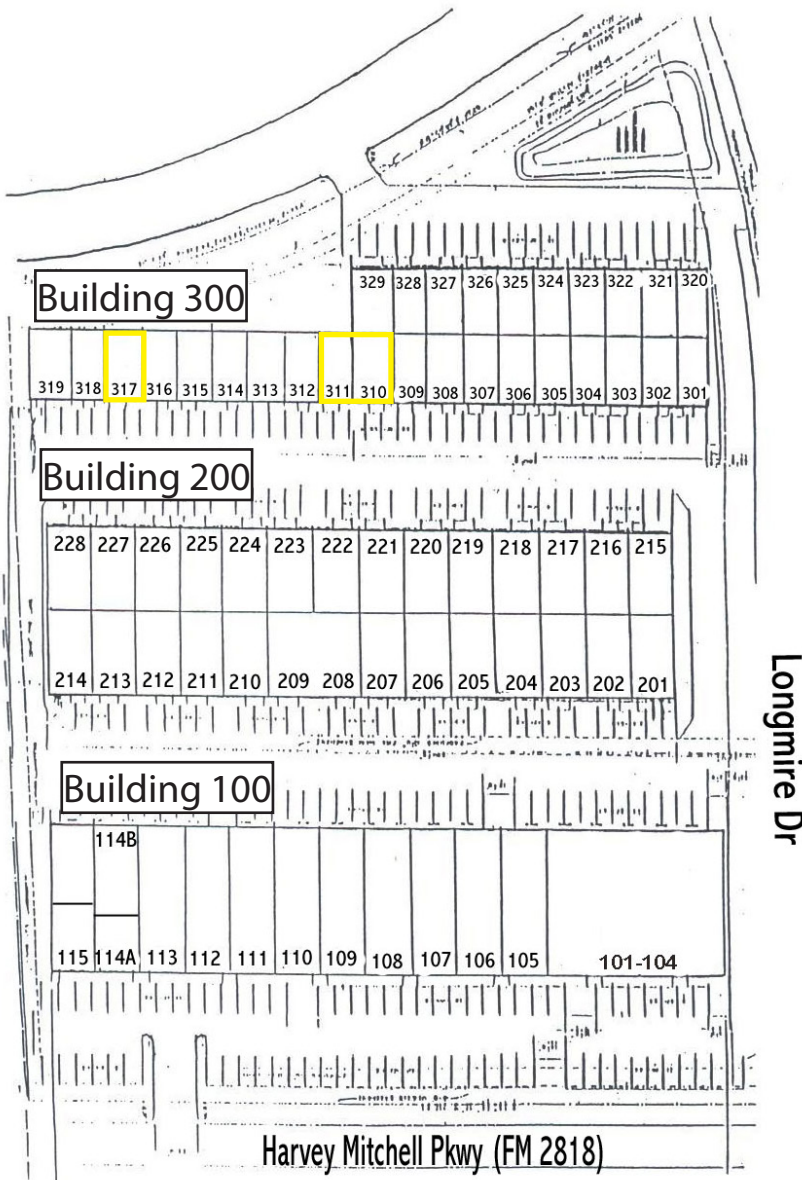 Building 300
329 328 327 326 325 324 323 322 321 320
319 318 317 316 315 314 313 312 311 310 309 308 307 306 305 304 303 302 301
Building 200
228 227 226 225 224 223 222 221 220 219 218 217 216 215
214 213 212 211 210 209 208 207 206 205 204 203 202 201
Longmire Dr
Building 100
114B
115 114A 113 112 111 110 109 108 107 106 105 101-104
Harvey Mitchell Pkwy (FM 2818)